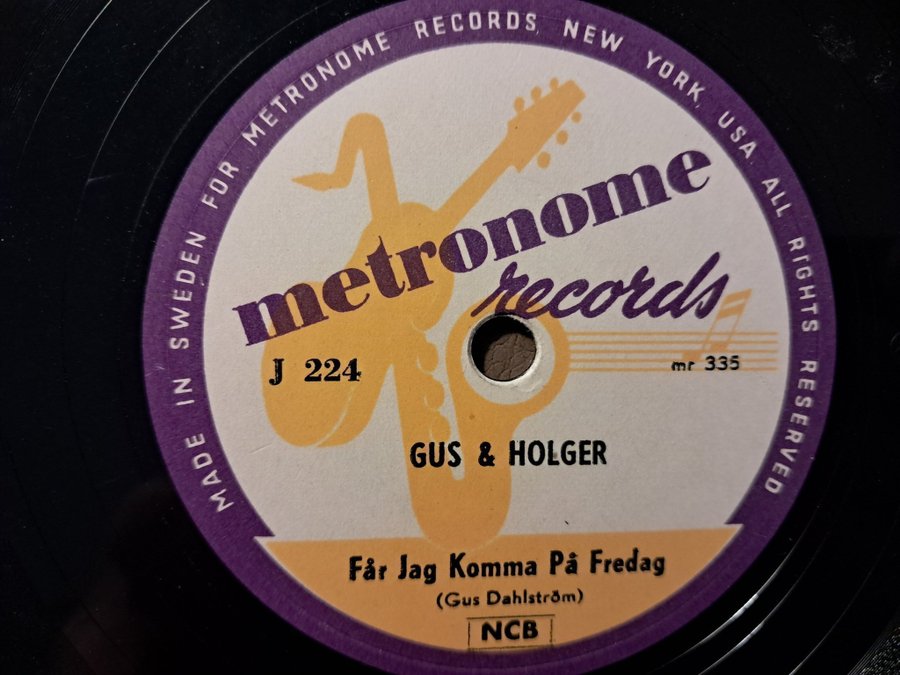 MADE IN SWEDEN FOR METRONOME RECORDS, NEW YORK, USA. ALL RIGHTS RESERVED
metronome
records
J 224
mr 335
GUS & HOLGER
Får Jag Komma På Fredag
(Gus Dahlström)
NCB